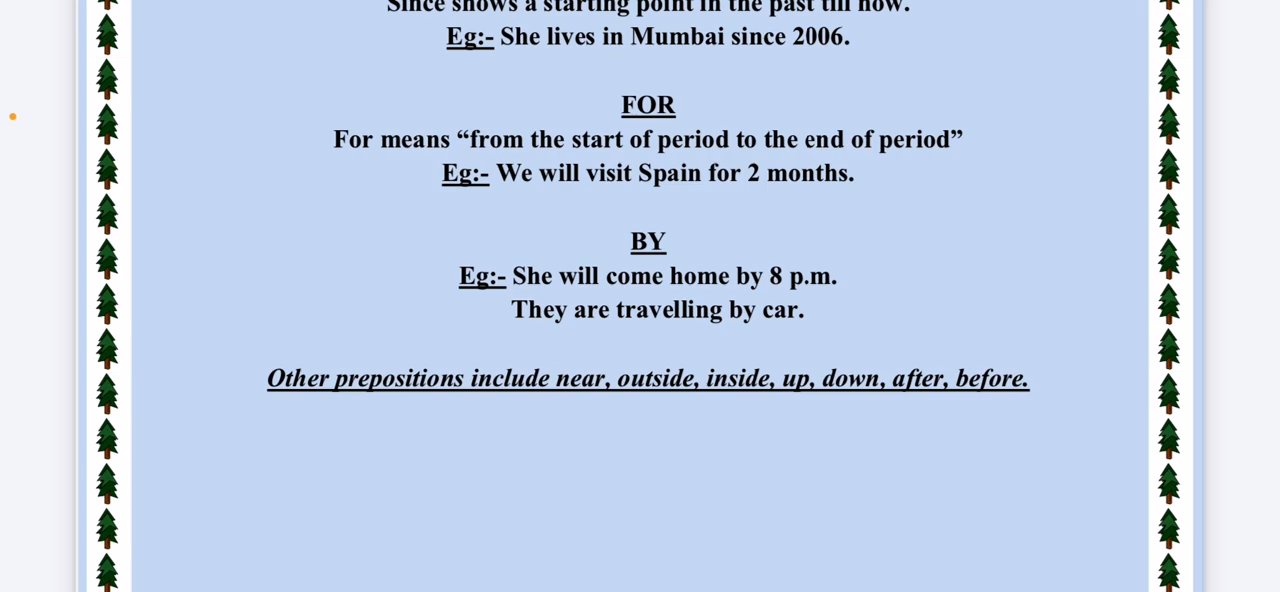 Since shows a starting point in the past till now.
Eg:- She lives in Mumbai since 2006.
FOR
For means “from the start of period to the end of period”
Eg:- We will visit Spain for 2 months.
BY
Eg:- She will come home by 8 p.m.
They are travelling by car.
Other prepositions include near, outside, inside, up, down, after, before.